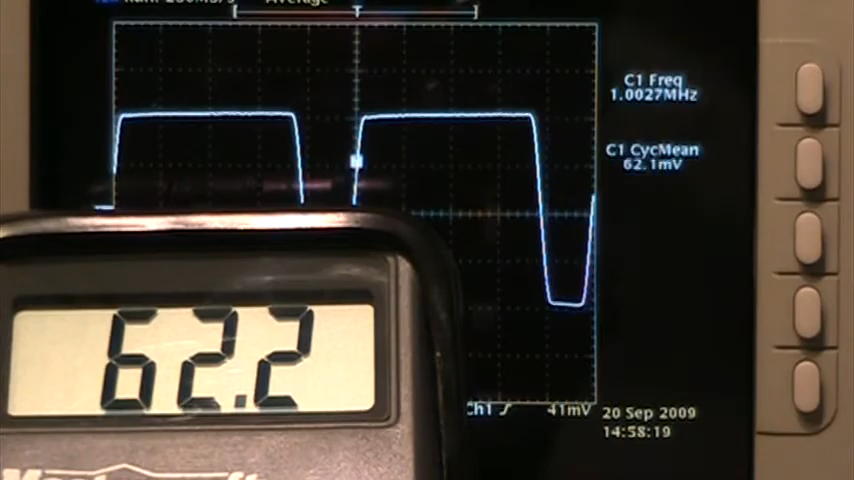 Average
C1 Freq
1.0027MHz
C1 CycMean
62.1mV
62.2
Ch1 41mV
20 Sep 2009
14:58:19